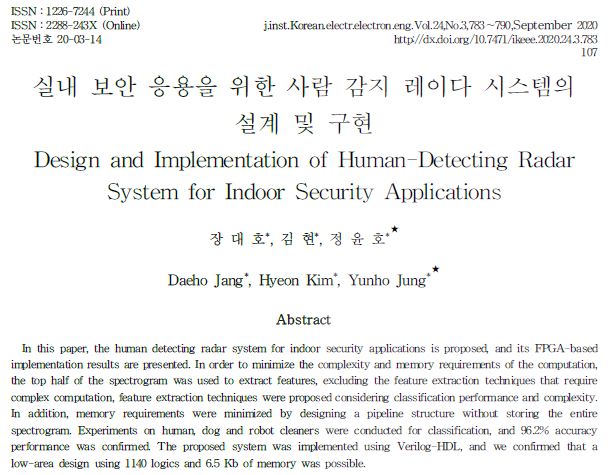 ISSN : 1226-7244 (Print)
ISSN : 2288-243X (Online)
논문번호 20-03-14
j.inst.Korean.electr.electron.eng.Vol.24,No.3,783~790,September 2020
http://dx.doi.org/10.7471/ikeee.2020.24.3.783
107
실내 보안 응용을 위한 사람 감지 레이다 시스템의
설계 및 구현
Design and Implementation of Human-Detecting Radar
System for Indoor Security Applications
장 대 호*, 김 현*, 정 윤 호*★
Daeho Jang*, Hyeon Kim*, Yunho Jung*★
Abstract
In this paper, the human detecting radar system for indoor security applications is proposed, and its FPGA-based
implementation results are presented. In order to minimize the complexity and memory requirements of the computation,
the top half of the spectrogram was used to extract features, excluding the feature extraction techniques that require
complex computation, feature extraction techniques were proposed considering classification performance and complexity.
In addition, memory requirements were minimized by designing a pipeline structure without storing the entire
spectrogram. Experiments on human, dog and robot cleaners were conducted for classification, and 96.2% accuracy
performance was confirmed. The proposed system was implemented using Verilog-HDL, and we confirmed that a
low-area design using 1140 logics and 6.5 Kb of memory was possible.